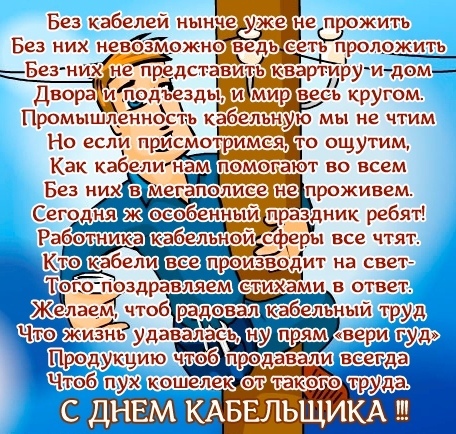 Без кабелей нынче уже не прожить
Без них невозможно ведь сеть проложить
Без них не представить квартиру и дом
Двора и подъезды, и мир весь кругом.
Промышленность кабельную мы не чтим
Но если присмотримся, то ощутим,
Как кабели нам помогают во всем
Без них в мегаполисе не проживем.
Сегодня ж особенный праздник ребят!
Работника кабельной сферы все чтят.
Кто кабели все производит на свет-
Того поздравляем стихами в ответ.
Желаем, чтоб радовал кабельный труд
Что жизнь удавалась, ну прям «вери гуд»
Продукцию чтоб продавали всегда
Чтоб пух кошелек от такого труда.
С ДНЕМ КАБЕЛЬЩИКА !!!